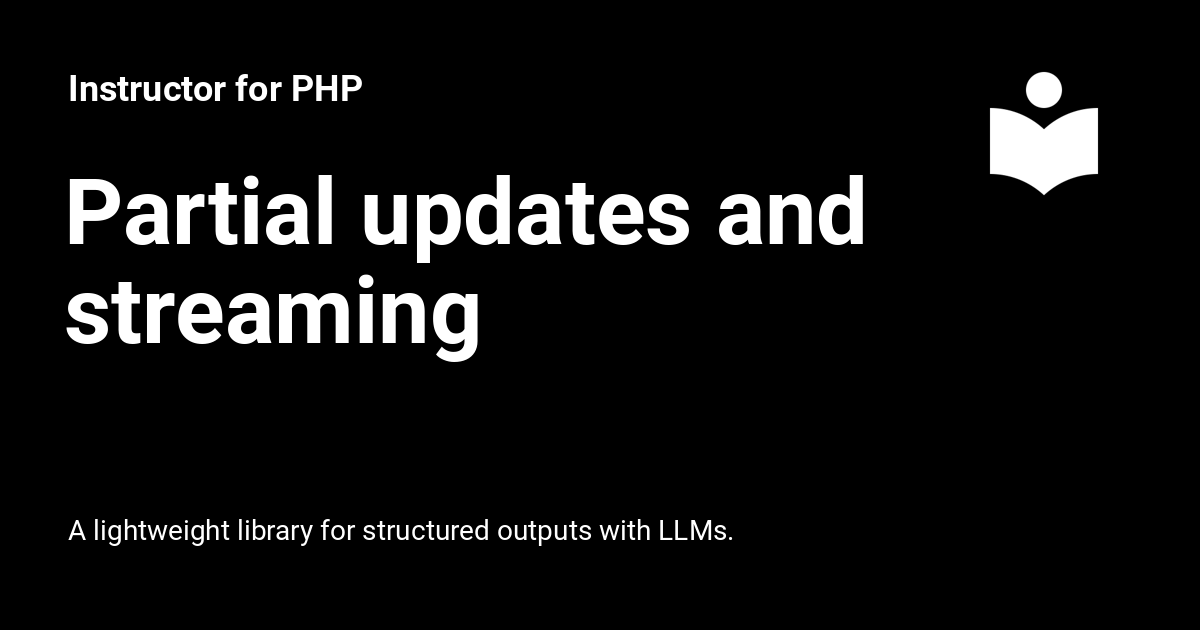 Instructor for PHP
Partial updates and
streaming
A lightweight library for structured outputs with LLMs.